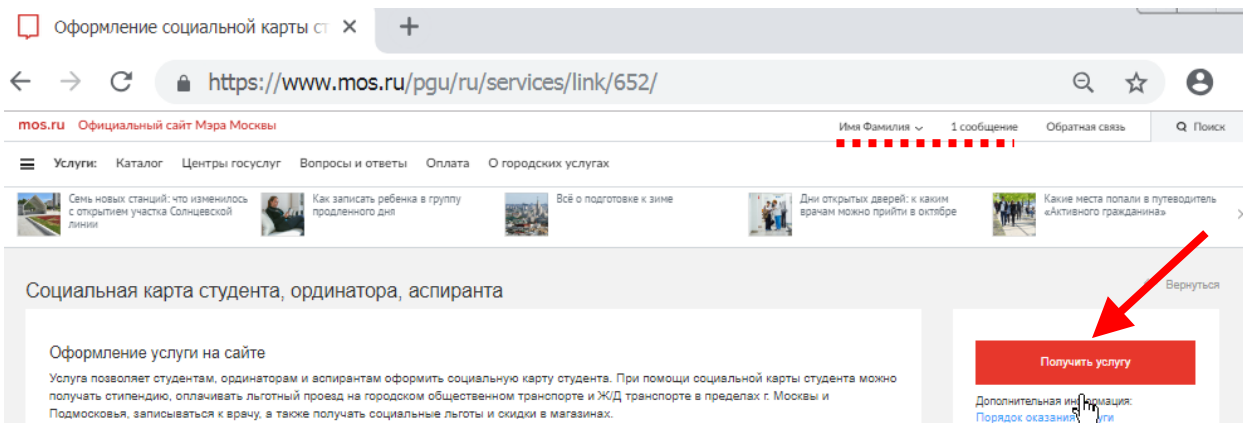 Оформление социальной карты ст
https://www.mos.ru/pgu/ru/services/link/652/
mos.ru Официальный сайт Мэра Москвы Имя Фамилия 1 сообщение Обратная связь Поиск
Услуги: Каталог Центры госуслуг Вопросы и ответы Оплата О городских услугах
Семь новых станций: что изменилось
с открытием участка Солнцевской
линии
Как записать ребенка в группу
продленного дня
Всё о подготовке к зиме
Дни открытых дверей: к каким
врачам можно прийти в октябре
Какие места попали в путеводитель
«Активного гражданина»
Социальная карта студента, ординатора, аспиранта
Вернуться
Оформление услуги на сайте
Услуга позволяет студентам, ординаторам и аспирантам оформить социальную карту студента. При помощи социальной карты студента можно
получать стипендию, оплачивать льготный проезд на городском общественном транспорте и Ж/Д транспорте в пределах г. Москвы и
Подмосковья, записываться к врачу, а также получать социальные льготы и скидки в магазинах.
Получить услугу
Дополнительная информация:
Порядок оказания